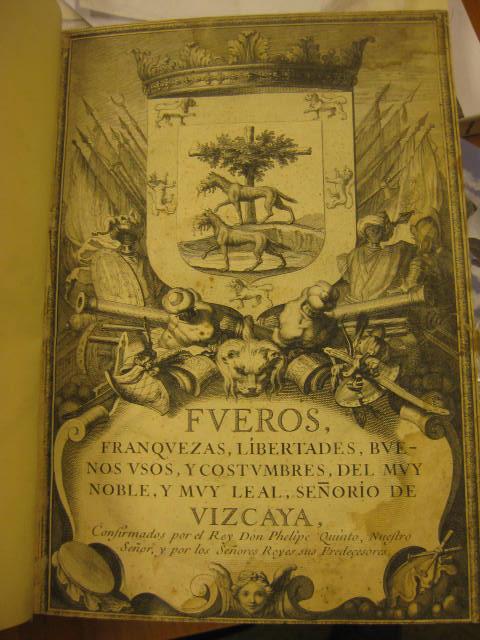 FVEROS,
FRANQVEZAS, LIBERTADES, BVE-
NOS VSOS, Y COSTVMBRES, DEL MVY
NOBLE, Y MVY LEAL, SEÑORIO DE
VIZCAYA,
Confirmados por el Rey Don Phelipe Quinto, Nuestro
Señor, y por los Señores Reyes sus Predecesores.